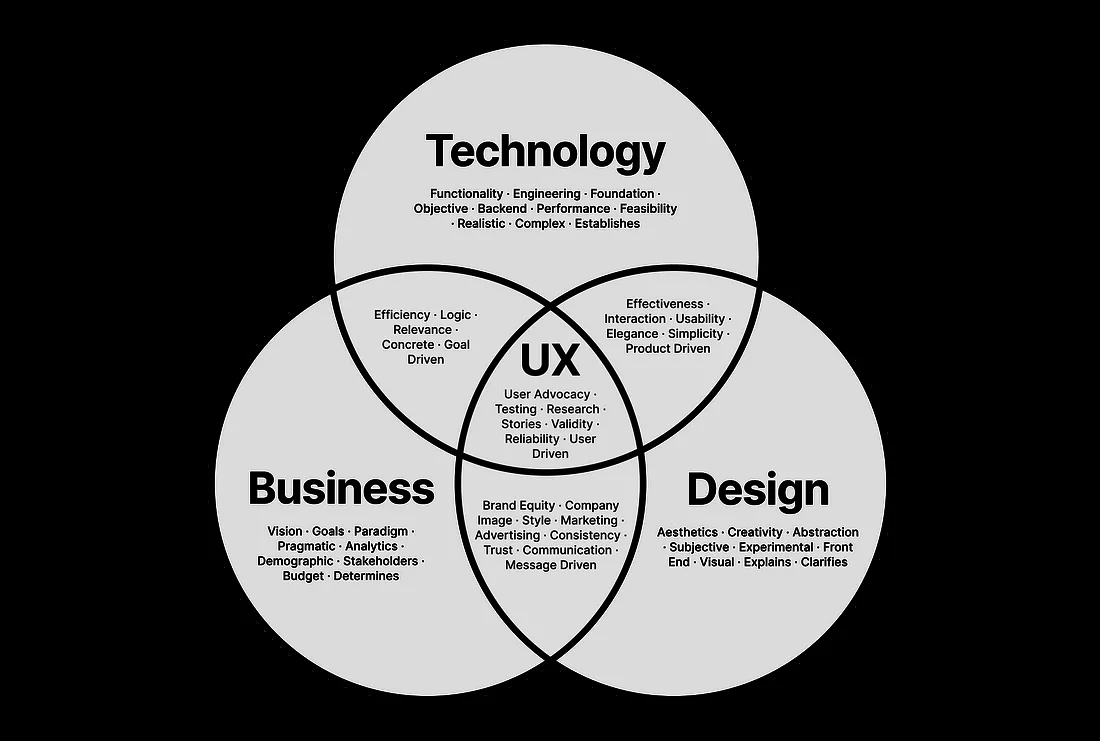 Technology
Functionality · Engineering · Foundation ·
Objective · Backend · Performance · Feasibility
· Realistic · Complex · Establishes
Efficiency · Logic ·
Relevance ·
Concrete · Goal
Driven
Effectiveness ·
Interaction · Usability ·
Elegance · Simplicity ·
Product Driven
UX
User Advocacy ·
Testing · Research ·
Stories · Validity ·
Reliability · User
Driven
Business
Vision · Goals · Paradigm ·
Pragmatic · Analytics ·
Demographic · Stakeholders ·
Budget · Determines
Brand Equity · Company
Image · Style · Marketing ·
Advertising · Consistency ·
Trust · Communication ·
Message Driven
Design
Aesthetics · Creativity · Abstraction
· Subjective · Experimental · Front
End · Visual · Explains · Clarifies